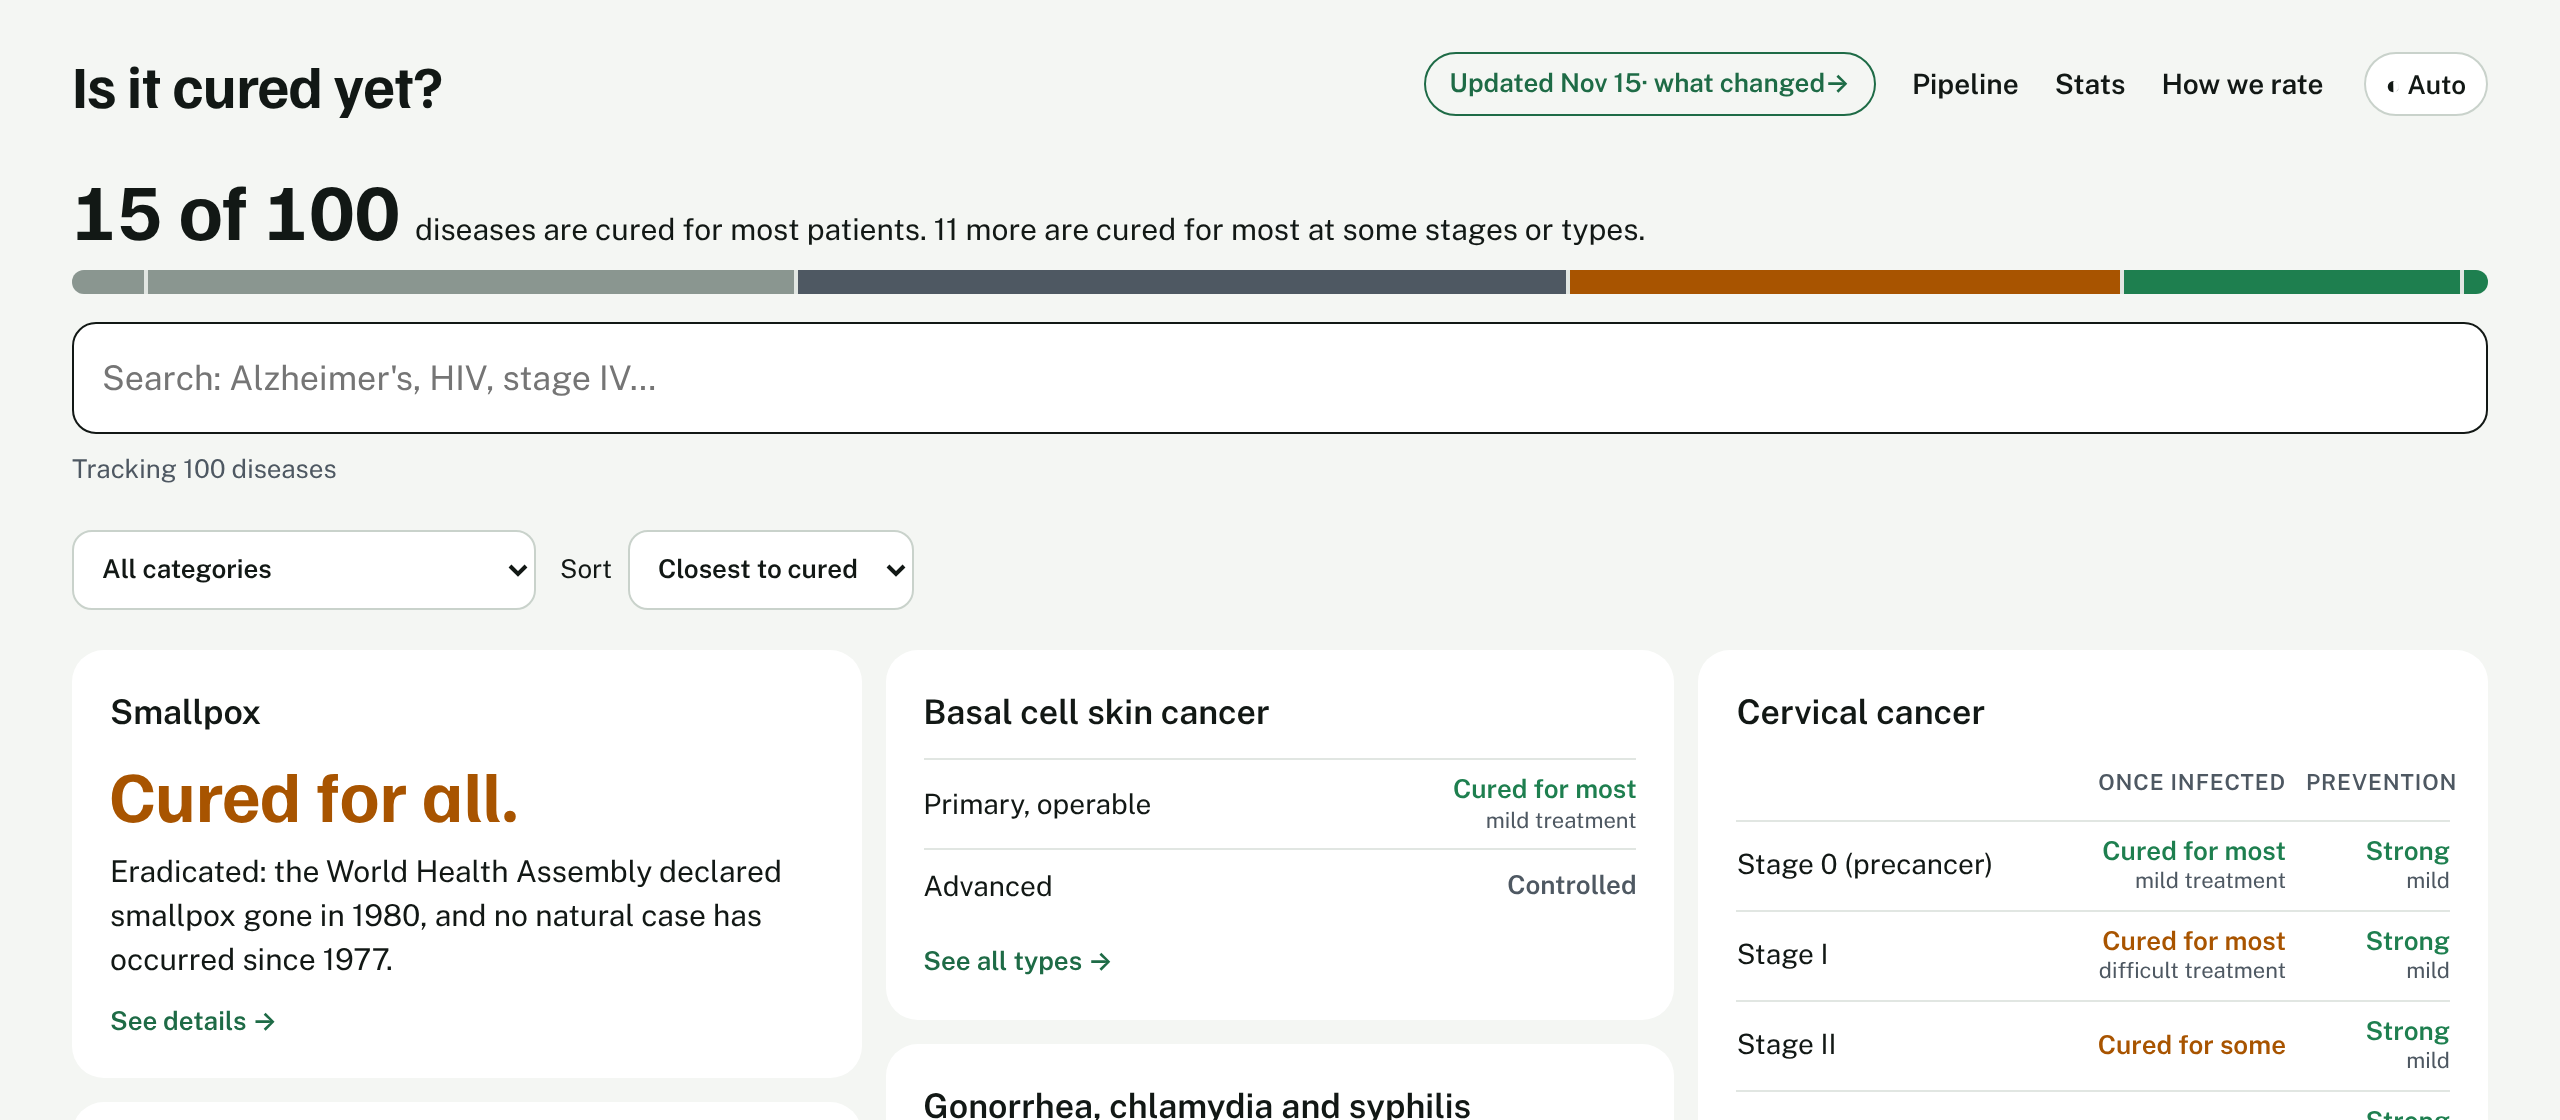 Is it cured yet?
Updated Nov 15· what changed→
Pipeline
Stats
How we rate
Auto
15 of 100 diseases are cured for most patients. 11 more are cured for most at some stages or types.
Search: Alzheimer's, HIV, stage IV...
Tracking 100 diseases
All categories
Sort
Closest to cured
Smallpox
Cured for all.
Eradicated: the World Health Assembly declared
smallpox gone in 1980, and no natural case has
occurred since 1977.
See details →
Basal cell skin cancer
Primary, operable
Cured for most
mild treatment
Advanced
Controlled
See all types →
Gonorrhea, chlamydia and syphilis
Cervical cancer
ONCE INFECTED PREVENTION
Stage 0 (precancer)
Cured for most
mild treatment
Strong
mild
Stage I
Cured for most
difficult treatment
Strong
mild
Stage II
Cured for some
Strong
mild
Strong